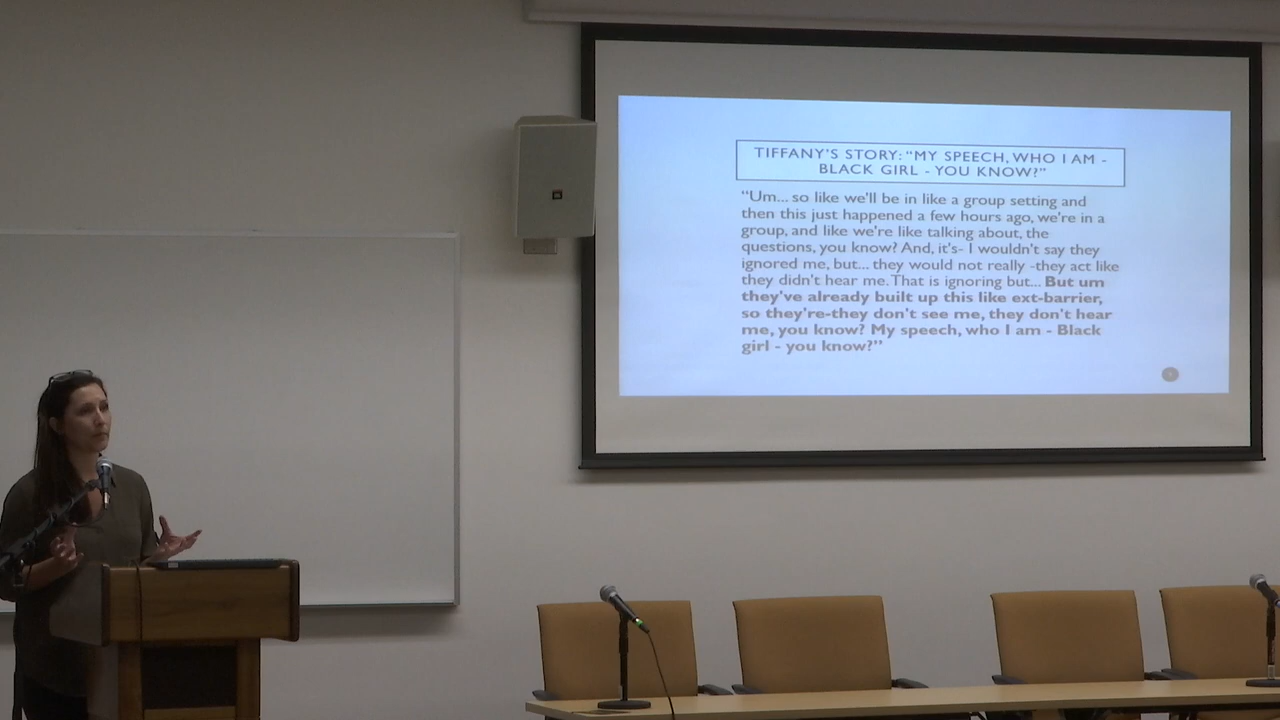 TIFFANY'S STORY: "MY SPEECH, WHO I AM -
BLACK GIRL - YOU KNOW?"
"Um... so like we'll be in like a group setting and
then this just happened a few hours ago, we're in a
group, and like we're like talking about, the
questions, you know? And, it's- I wouldn't say they
ignored me, but... they would not really -they act like
they didn't hear me. That is ignoring but... But um
they've already built up this like ext-barrier,
so they're-they don't see me, they don't hear
me, you know? My speech, who I am - Black
girl - you know?"